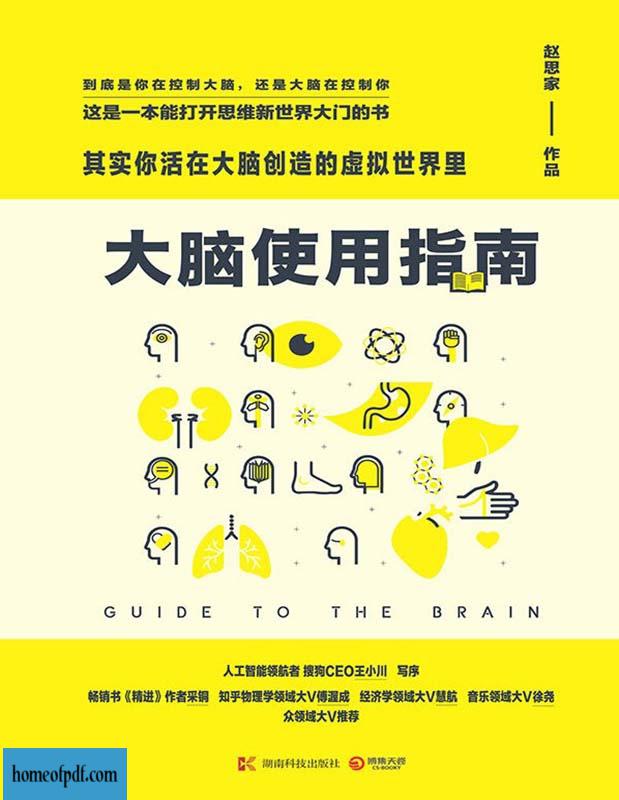 到底是你在控制大脑，还是大脑在控制你
这是一本能打开思维新世界大门的书
其实你活在大脑创造的虚拟世界里
赵思家——作品
大脑使用指南
GUIDE TO THE BRAIN
人工智能领航者 搜狗CEO王小川 写序
畅销书《精进》作者采铜 知乎物理学领域大V傅渥成 经济学领域大V慧航 音乐领域大V徐尧
众领域大V推荐
湖南科技出版社 博集天卷 CS-BOOKY
homeofpdf.com